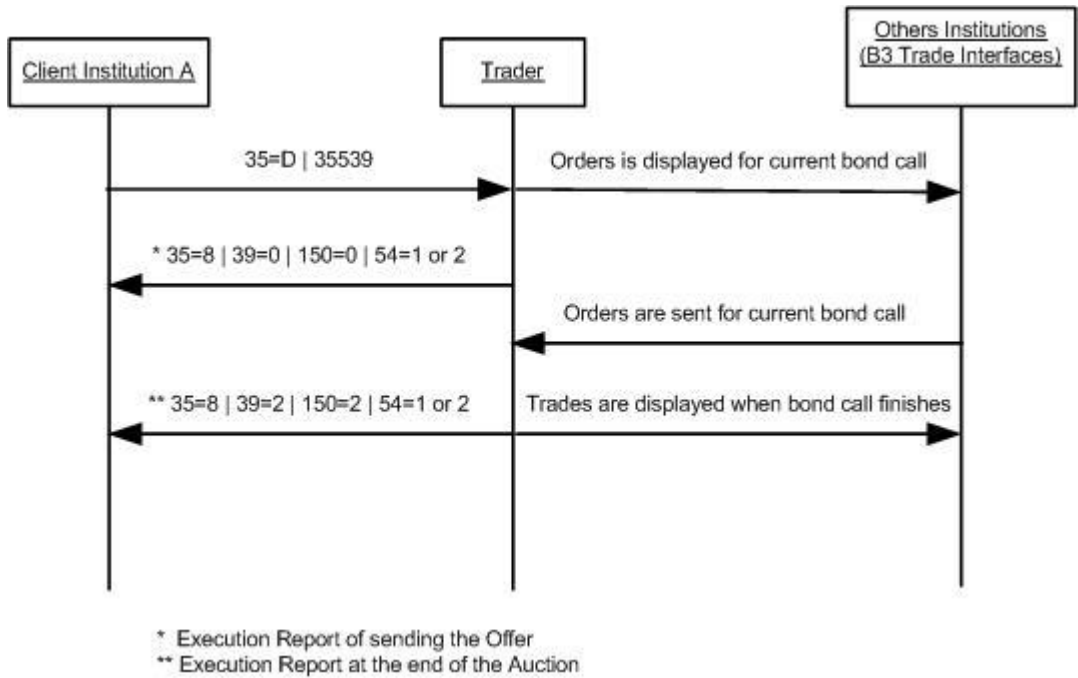 Client Institution A
Trader
Others Institutions
(B3 Trade Interfaces)
35=D | 35539
Orders is displayed for current bond call
* 35=8 | 39=0 | 150=0 | 54=1 or 2
Orders are sent for current bond call
** 35=8 | 39=2 | 150=2 | 54=1 or 2
Trades are displayed when bond call finishes
* Execution Report of sending the Offer
** Execution Report at the end of the Auction